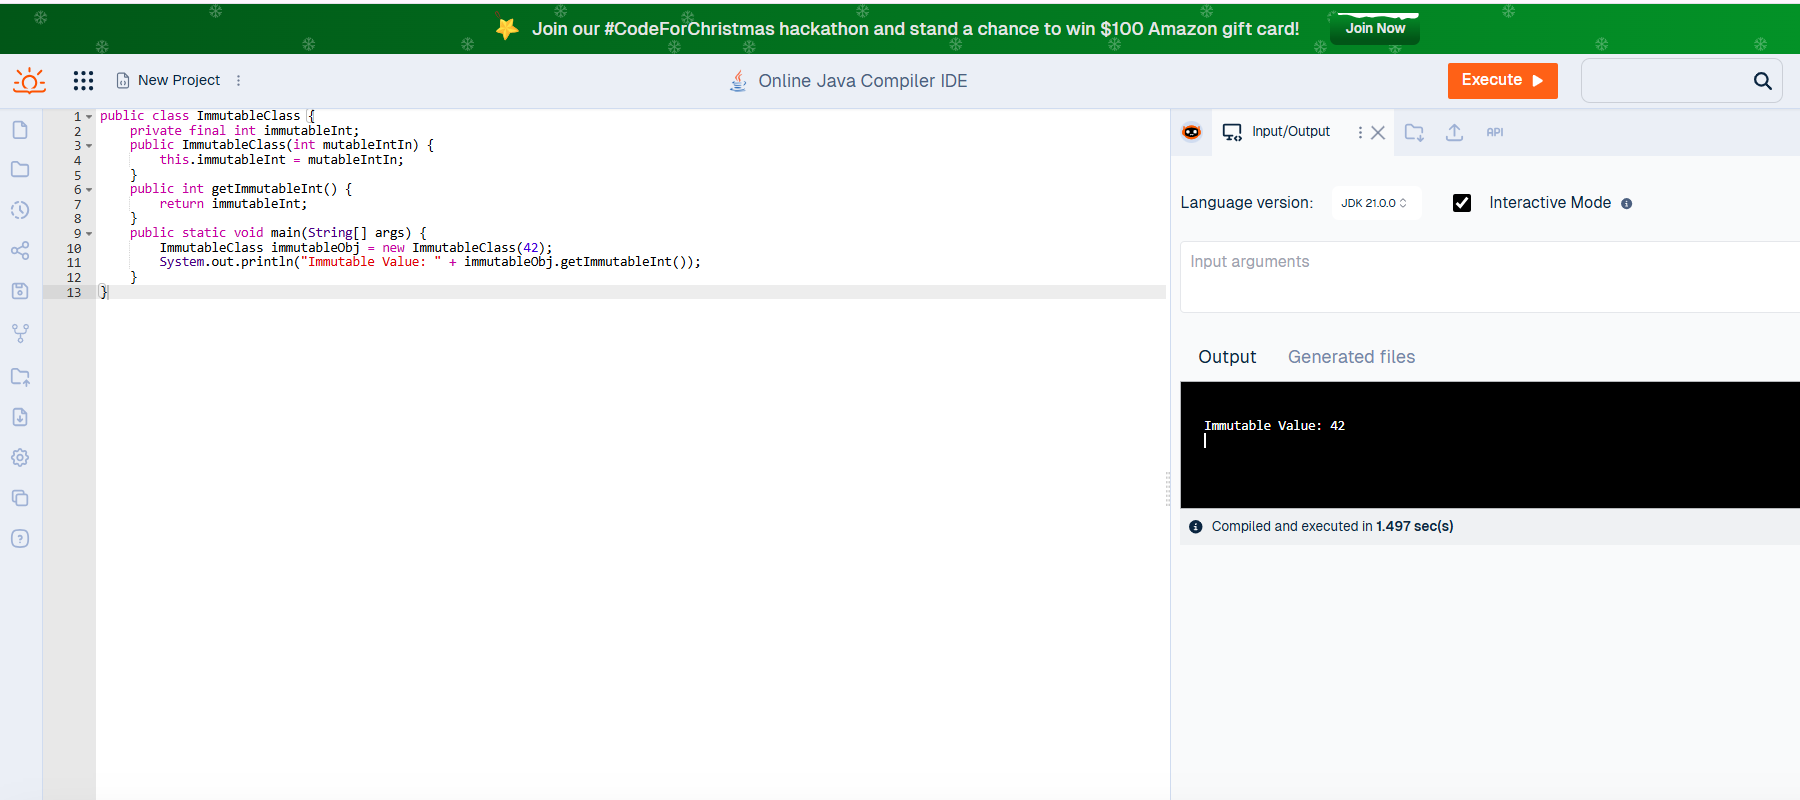 Join our #CodeForChristmas hackathon and stand a chance to win $100 Amazon gift card!
Join Now
New Project
Online Java Compiler IDE
Execute
1 public class ImmutableClass {
2     private final int immutableInt;
3     public ImmutableClass(int mutableIntIn) {
4         this.immutableInt = mutableIntIn;
5     }
6     public int getImmutableInt() {
7         return immutableInt;
8     }
9     public static void main(String[] args) {
10         ImmutableClass immutableObj = new ImmutableClass(42);
11         System.out.println("Immutable Value: " + immutableObj.getImmutableInt());
12     }
13 }
Input/Output
API
Language version:
JDK 21.0.0
Interactive Mode
Input arguments
Output
Generated files
Immutable Value: 42
Compiled and executed in 1.497 sec(s)